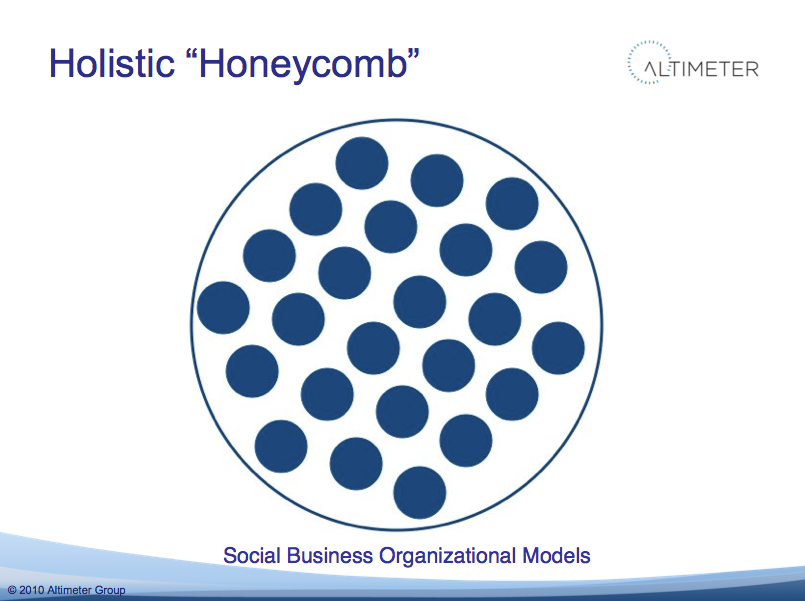 Holistic “Honeycomb”
ALTIMETER
Social Business Organizational Models
© 2010 Altimeter Group